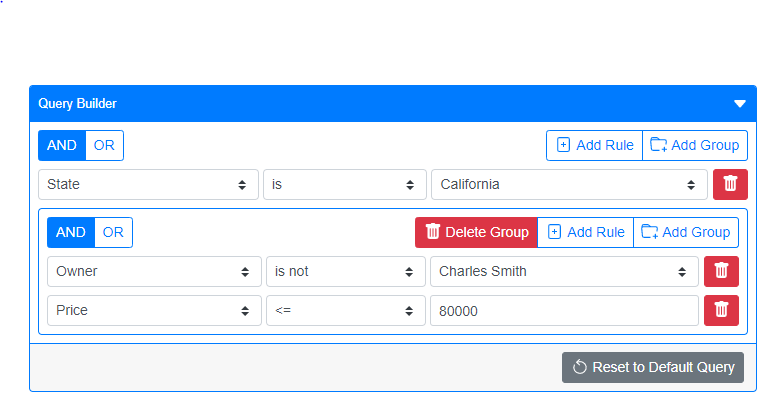 Query Builder
AND OR Add Rule Add Group
State is California
AND OR Delete Group Add Rule Add Group
Owner is not Charles Smith
Price <= 80000
Reset to Default Query